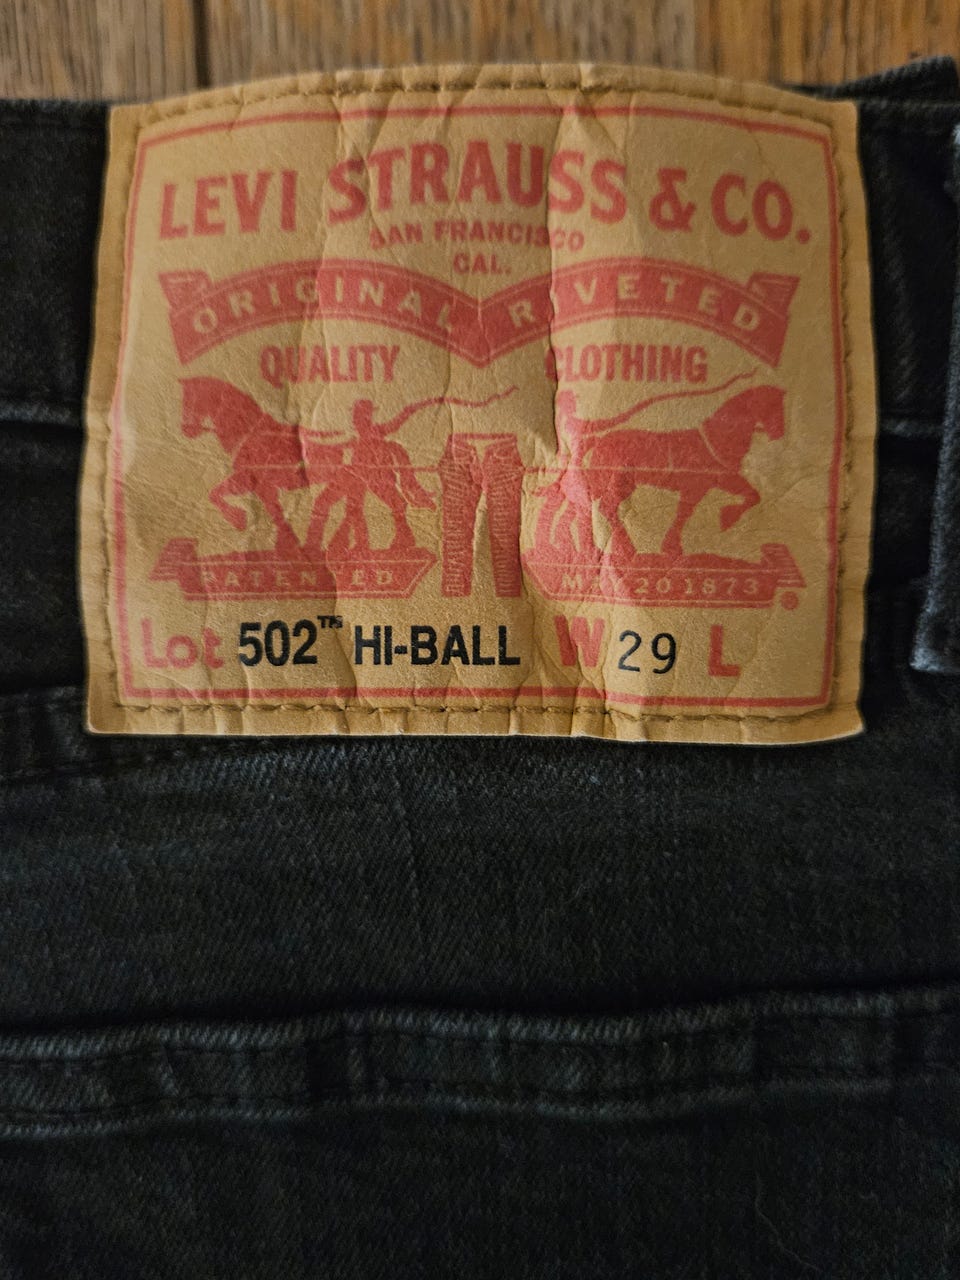 LEVI STRAUSS & CO.
SAN FRANCISCO
CAL.
ORIGINAL RIVETED
QUALITY CLOTHING
PATENTED MAY 20 1873
Lot 502™ HI-BALL W 29 L